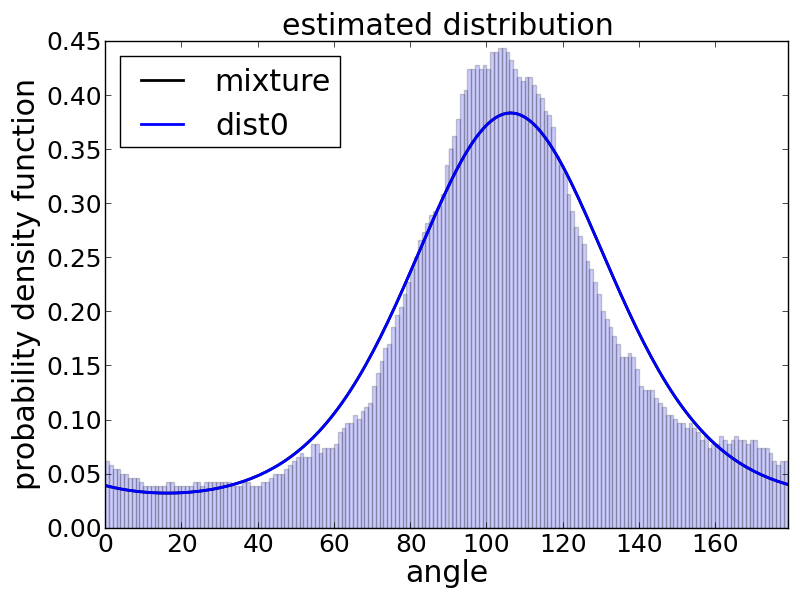 estimated distribution
mixture
dist0
probability density function
0.45
0.40
0.35
0.30
0.25
0.20
0.15
0.10
0.05
0.00
0 20 40 60 80 100 120 140 160
angle